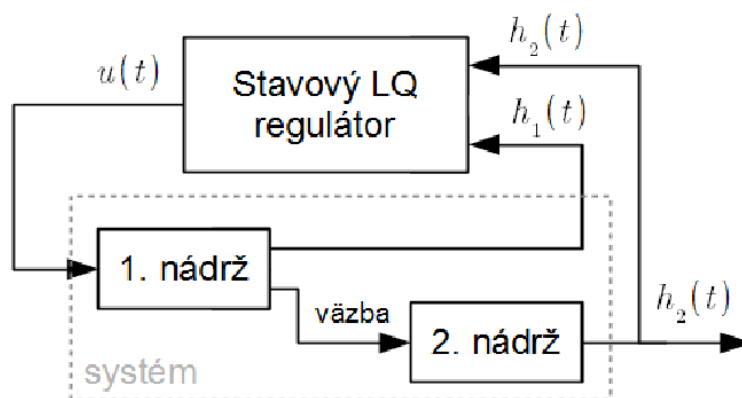 h₂(t)
u(t)
Stavový LQ
regulátor
h₁(t)
1. nádrž
väzba
2. nádrž
h₂(t)
systém